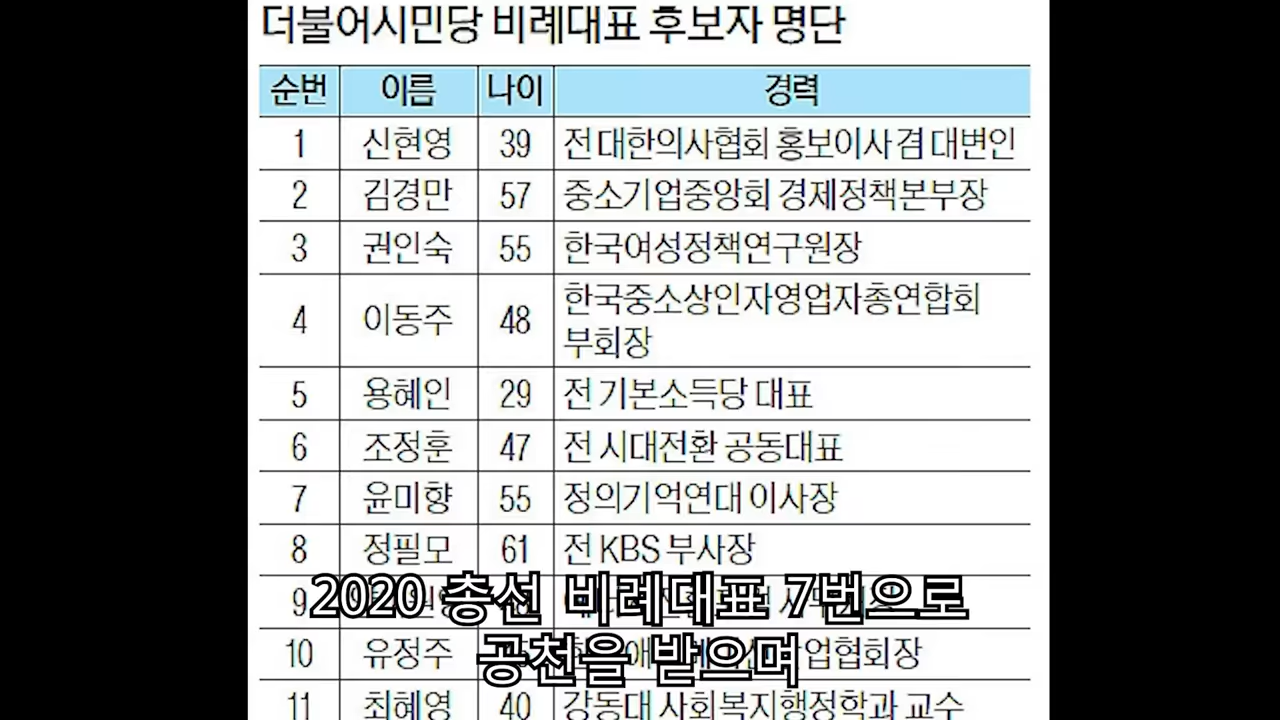 더불어시민당 비례대표 후보자 명단
순번 이름 나이 경력
1 신현영 39 전 대한의사협회 홍보이사 겸 대변인
2 김경만 57 중소기업중앙회 경제정책본부장
3 권인숙 55 한국여성정책연구원장
4 이동주 48 한국중소상인자영업자총연합회
부회장
5 용혜인 29 전 기본소득당 대표
6 조정훈 47 전 시대전환 공동대표
7 윤미향 55 정의기억연대 이사장
8 정필모 61 전 KBS 부사장
9
2020 총선 비례대표 7번으로
10 유정주
공천을 받으며
11 최혜영 40 강동대 사회복지행정학과 교수